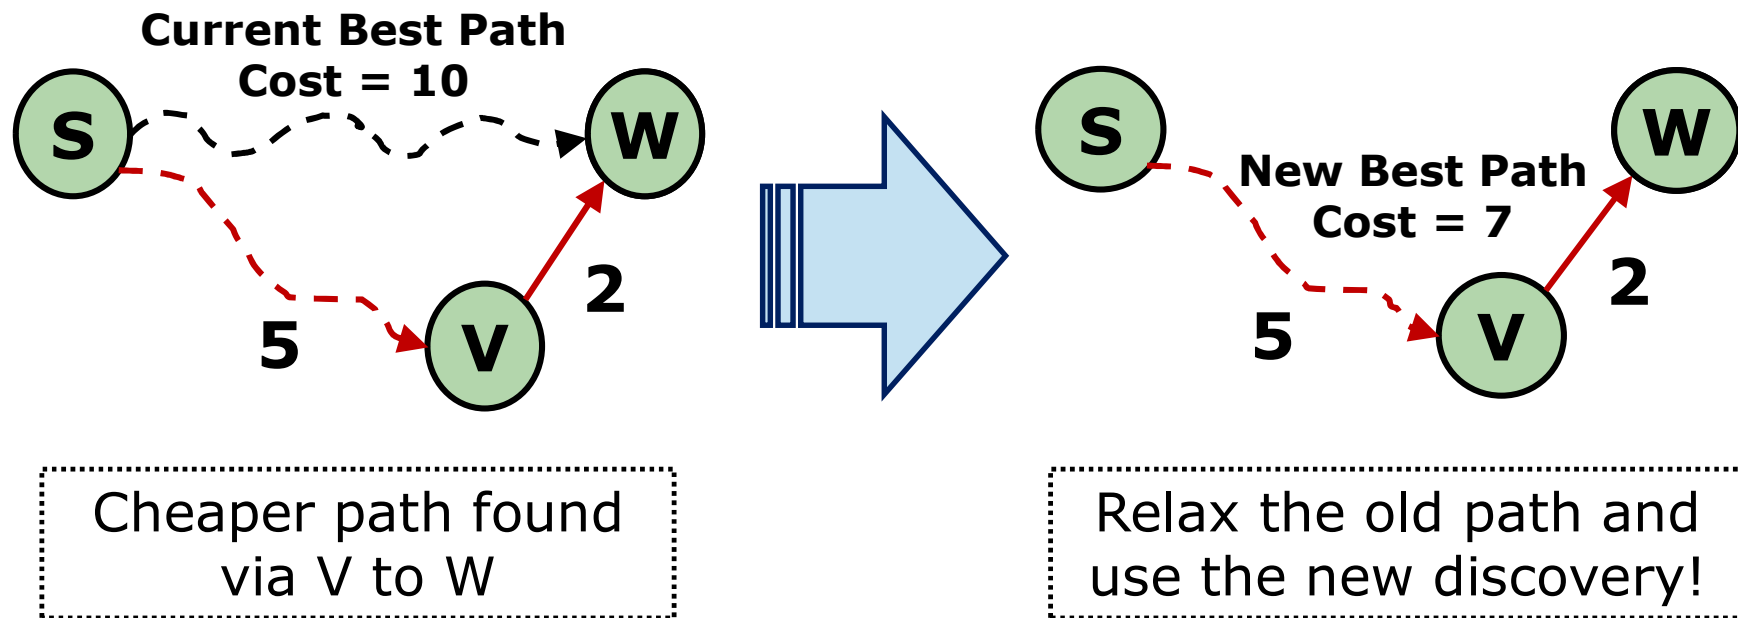 Current Best Path
Cost = 10
S
W
5
2
V
Cheaper path found
via V to W
S
W
New Best Path
Cost = 7
5
2
V
Relax the old path and
use the new discovery!